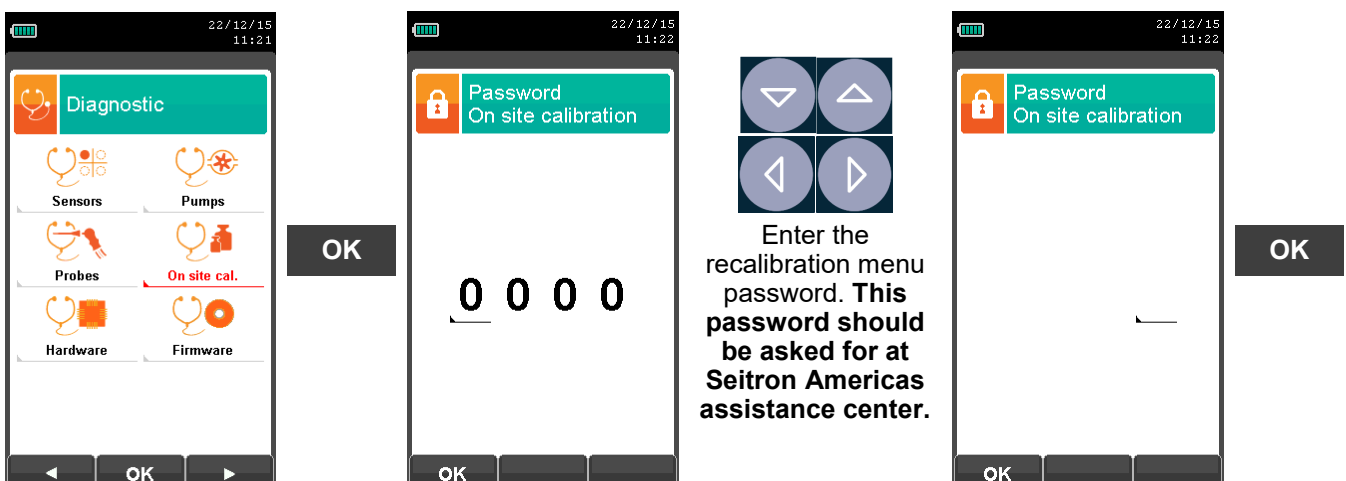 22/12/15
11:21
Diagnostic
Sensors
Pumps
Probes
On site cal.
Hardware
Firmware
◄ OK ►
OK
22/12/15
11:22
Password
On site calibration
0 0 0 0
OK
Enter the
recalibration menu
password. This
password should
be asked for at
Seitron Americas
assistance center.
22/12/15
11:22
Password
On site calibration
OK
OK